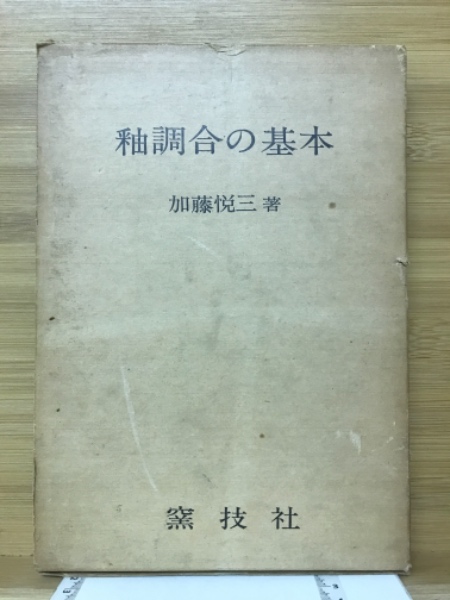 釉調合の基本
加藤悦三 著
窯技社